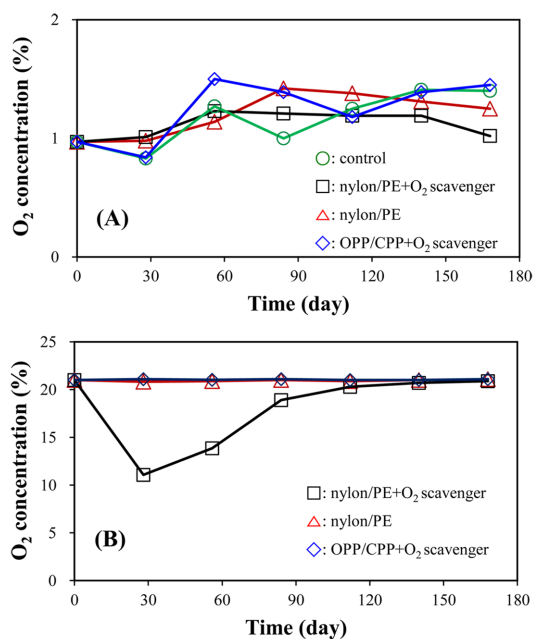 2
1
0
0 30 60 90 120 150 180
O₂ concentration (%)
Time (day)
(A)
: control
: nylon/PE+O₂ scavenger
: nylon/PE
: OPP/CPP+O₂ scavenger
25
20
15
10
5
0
0 30 60 90 120 150 180
O₂ concentration (%)
Time (day)
(B)
: nylon/PE+O₂ scavenger
: nylon/PE
: OPP/CPP+O₂ scavenger